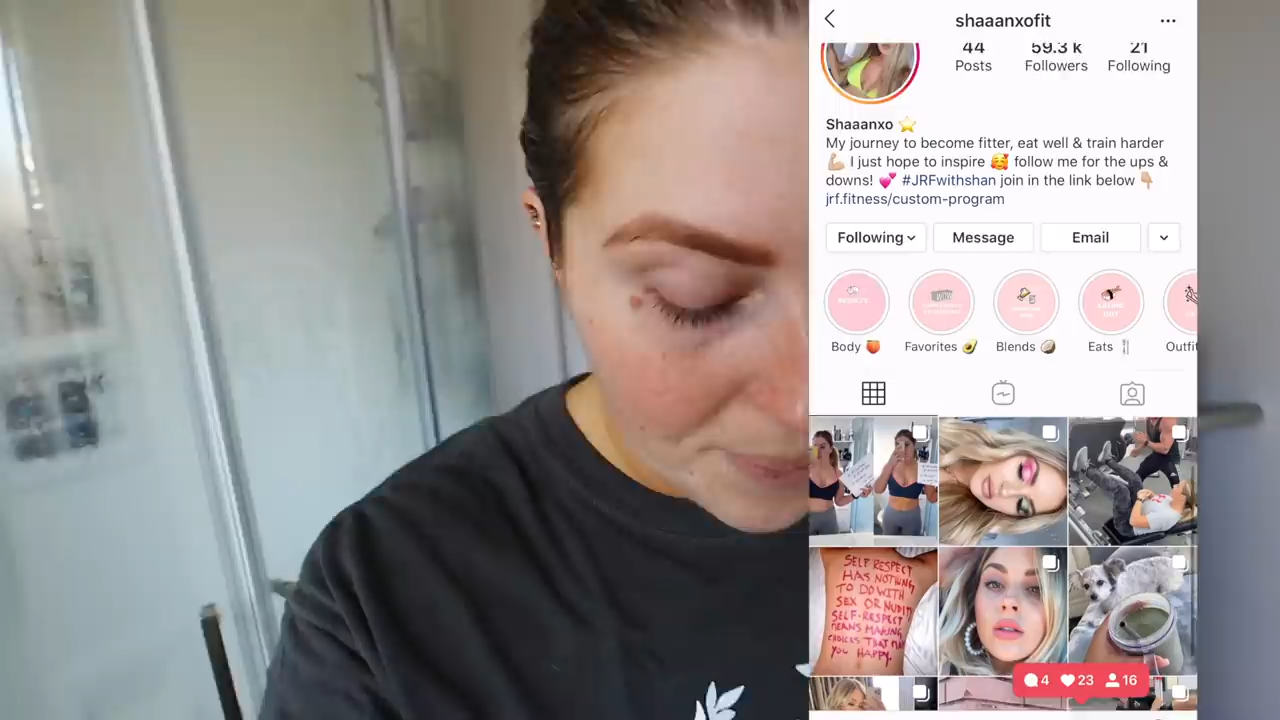 shaaanxofit
44 59.3 k 21
Posts Followers Following
Shaaanxo ⭐
My journey to become fitter, eat well & train harder
💪🏼 I just hope to inspire 🥰 follow me for the ups &
downs! 💕 #JRFwithshan join in the link below 👇🏼
jrf.fitness/custom-program
Following Message Email
WOW
Body 🍑 Favorites 🥑 Blends 🥥 Eats 🍴 Outfit
SELF RESPECT
HAS NOTHING
TO DO WITH
SEX OR NUDITY
SELF-RESPECT
MEANS MAKING
CHOICES THAT
YOU HAPPY.
4 23 16